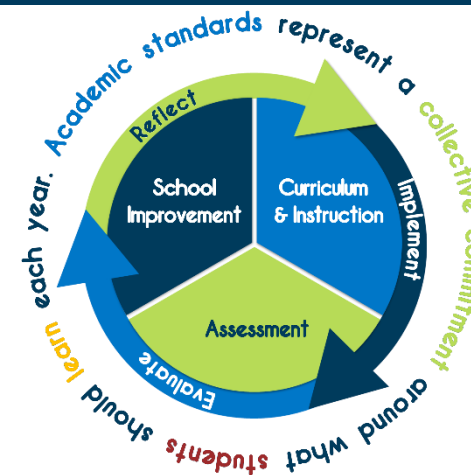 Academic standards represent a collective commitment around what students should learn each year.
Reflect
Implement
Evaluate
School
Improvement
Curriculum
& Instruction
Assessment